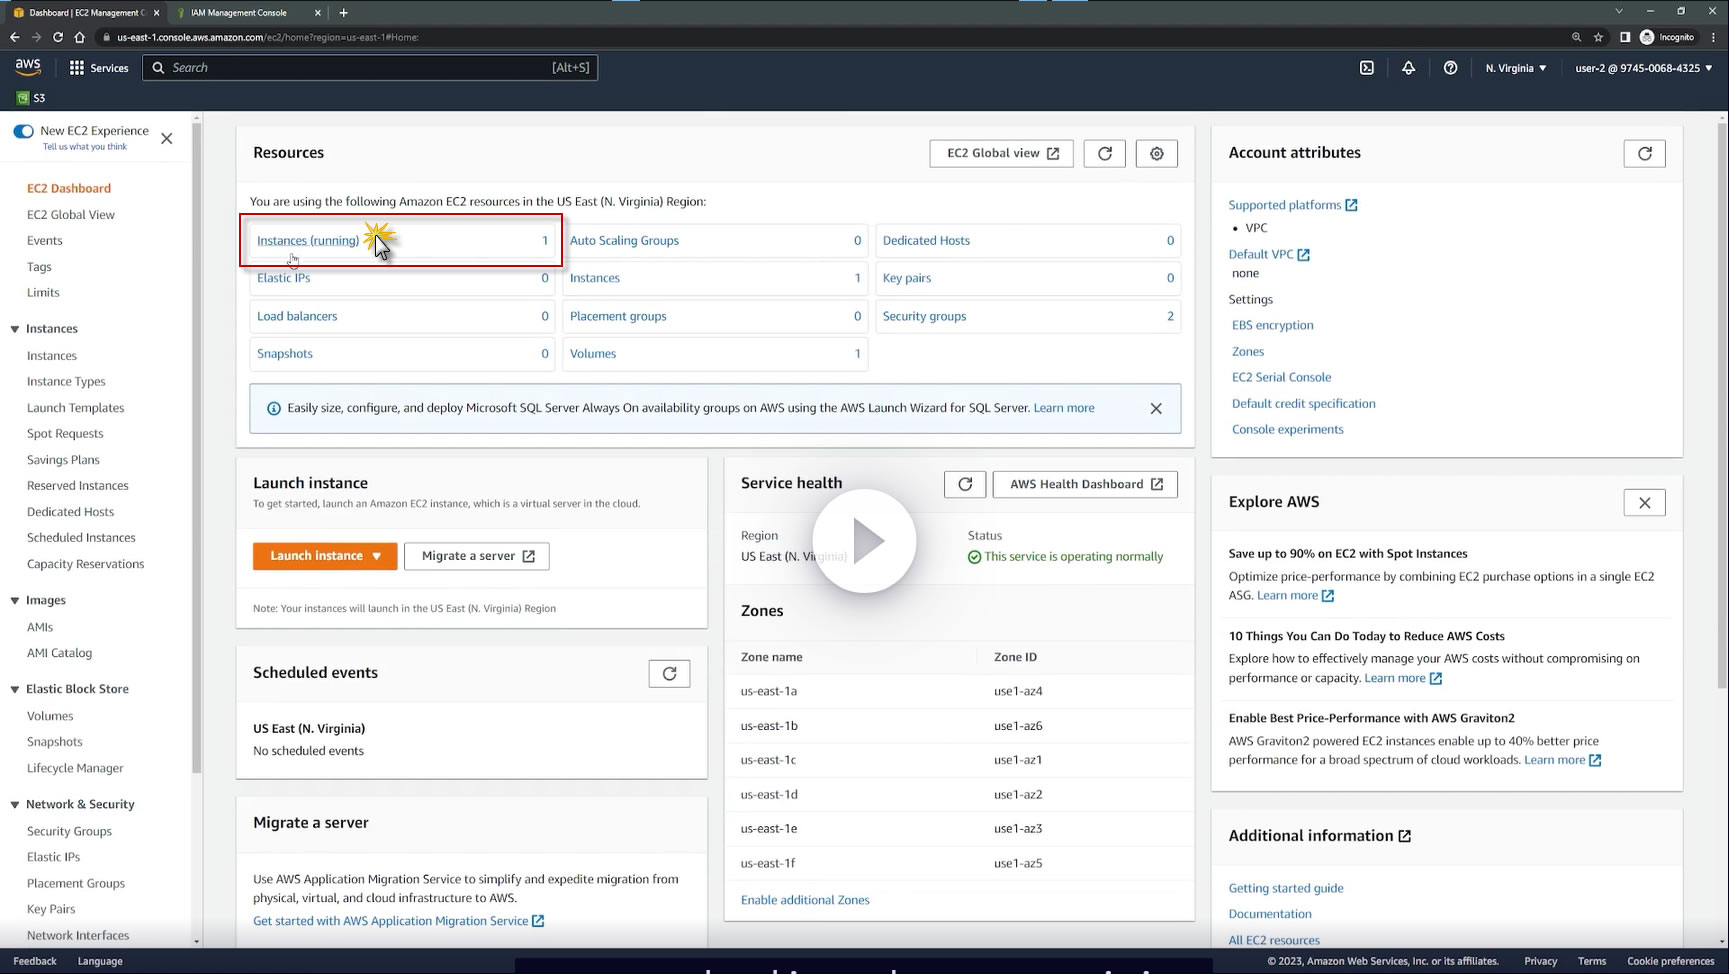 Dashboard | EC2 Management C
IAM Management Console
us-east-1.console.aws.amazon.com/ec2/home?region=us-east-1#Home:
Incognito
aws
Services
Search
[Alt+S]
N. Virginia
user-2 @ 9745-0068-4325
S3
New EC2 Experience
Tell us what you think
EC2 Dashboard
EC2 Global View
Events
Tags
Limits
Instances
Instances
Instance Types
Launch Templates
Spot Requests
Savings Plans
Reserved Instances
Dedicated Hosts
Scheduled Instances
Capacity Reservations
Images
AMIs
AMI Catalog
Elastic Block Store
Volumes
Snapshots
Lifecycle Manager
Network & Security
Security Groups
Elastic IPs
Placement Groups
Key Pairs
Network Interfaces
Resources
EC2 Global view
You are using the following Amazon EC2 resources in the US East (N. Virginia) Region:
Instances (running) 1
Auto Scaling Groups 0
Dedicated Hosts 0
Elastic IPs 0
Instances 1
Key pairs 0
Load balancers 0
Placement groups 0
Security groups 2
Snapshots 0
Volumes 1
Easily size, configure, and deploy Microsoft SQL Server Always On availability groups on AWS using the AWS Launch Wizard for SQL Server. Learn more
Launch instance
To get started, launch an Amazon EC2 instance, which is a virtual server in the cloud.
Launch instance
Migrate a server
Note: Your instances will launch in the US East (N. Virginia) Region
Scheduled events
US East (N. Virginia)
No scheduled events
Migrate a server
Use AWS Application Migration Service to simplify and expedite migration from
physical, virtual, and cloud infrastructure to AWS.
Get started with AWS Application Migration Service
Service health
AWS Health Dashboard
Region
Status
US East (N. Virginia)
This service is operating normally
Zones
Zone name
Zone ID
us-east-1a
use1-az4
us-east-1b
use1-az6
us-east-1c
use1-az1
us-east-1d
use1-az2
us-east-1e
use1-az3
us-east-1f
use1-az5
Enable additional Zones
Account attributes
Supported platforms
VPC
Default VPC
none
Settings
EBS encryption
Zones
EC2 Serial Console
Default credit specification
Console experiments
Explore AWS
Save up to 90% on EC2 with Spot Instances
Optimize price-performance by combining EC2 purchase options in a single EC2
ASG. Learn more
10 Things You Can Do Today to Reduce AWS Costs
Explore how to effectively manage your AWS costs without compromising on
performance or capacity. Learn more
Enable Best Price-Performance with AWS Graviton2
AWS Graviton2 powered EC2 instances enable up to 40% better price
performance for a broad spectrum of cloud workloads. Learn more
Additional information
Getting started guide
Documentation
All EC2 resources
Feedback
Language
© 2023, Amazon Web Services, Inc. or its affiliates.
Privacy
Terms
Cookie preferences